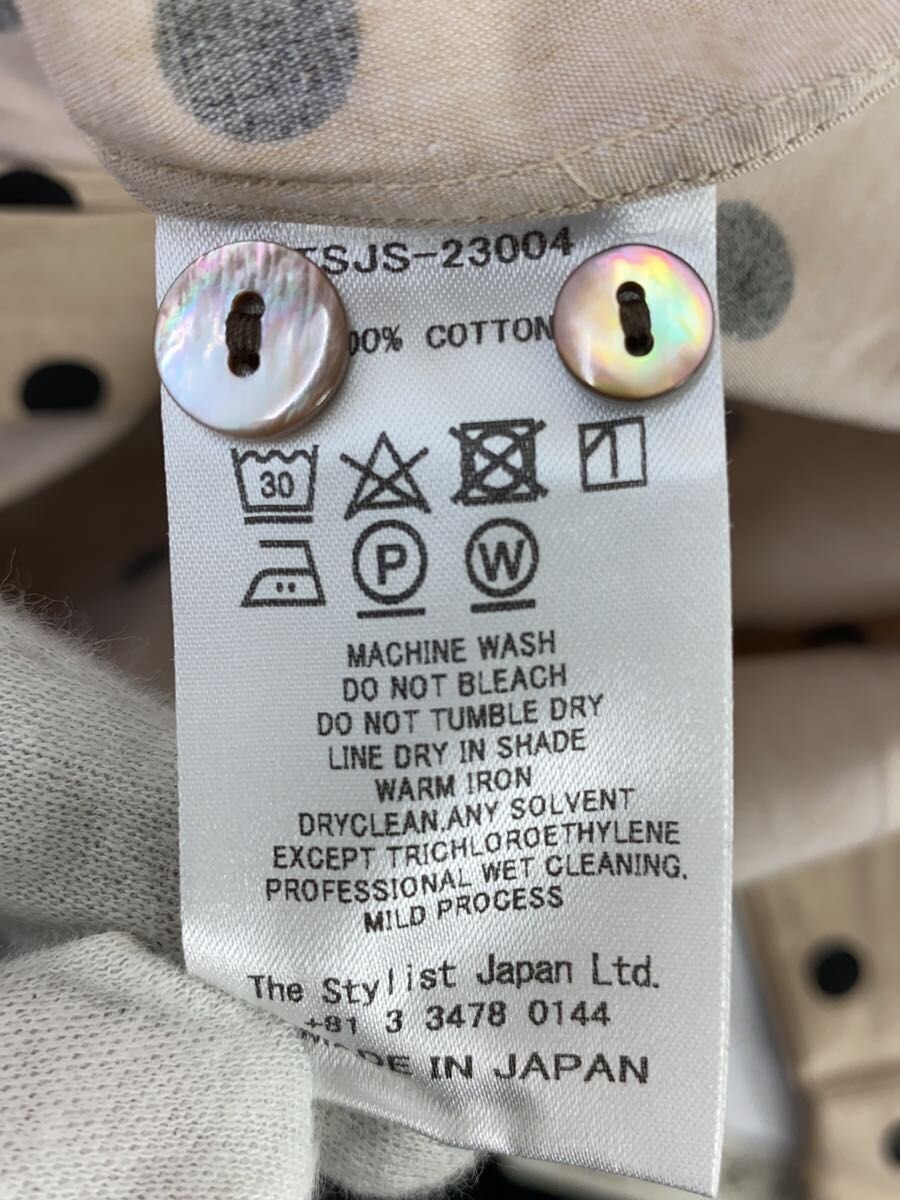 TSJS-23004
00% COTTON
30
P W
MACHINE WASH
DO NOT BLEACH
DO NOT TUMBLE DRY
LINE DRY IN SHADE
WARM IRON
DRYCLEAN.ANY SOLVENT
EXCEPT TRICHLOROETHYLENE
PROFESSIONAL WET CLEANING,
MILD PROCESS
The Stylist Japan Ltd.
+81 3 3478 0144
MADE IN JAPAN